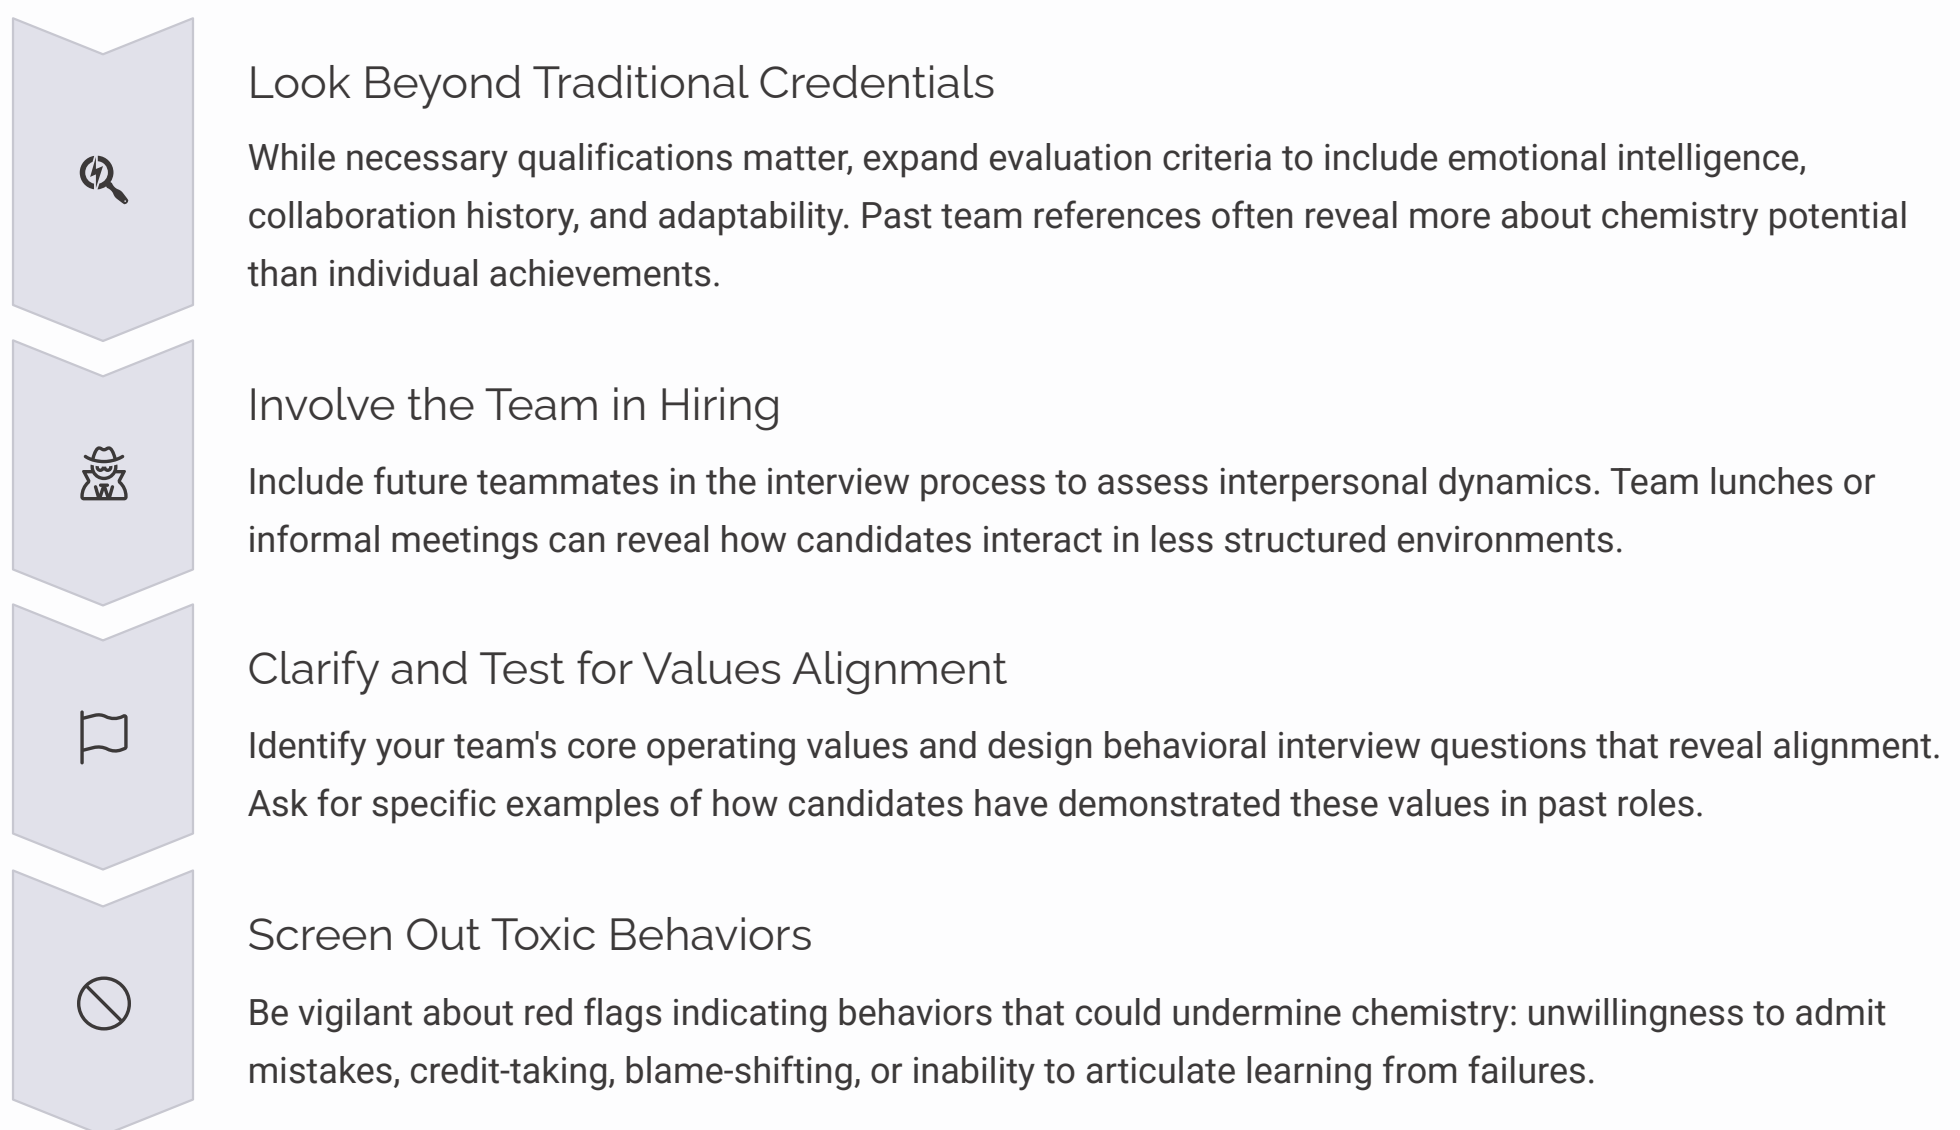 Look Beyond Traditional Credentials
While necessary qualifications matter, expand evaluation criteria to include emotional intelligence,
collaboration history, and adaptability. Past team references often reveal more about chemistry potential
than individual achievements.
Involve the Team in Hiring
Include future teammates in the interview process to assess interpersonal dynamics. Team lunches or
informal meetings can reveal how candidates interact in less structured environments.
Clarify and Test for Values Alignment
Identify your team's core operating values and design behavioral interview questions that reveal alignment.
Ask for specific examples of how candidates have demonstrated these values in past roles.
Screen Out Toxic Behaviors
Be vigilant about red flags indicating behaviors that could undermine chemistry: unwillingness to admit
mistakes, credit-taking, blame-shifting, or inability to articulate learning from failures.